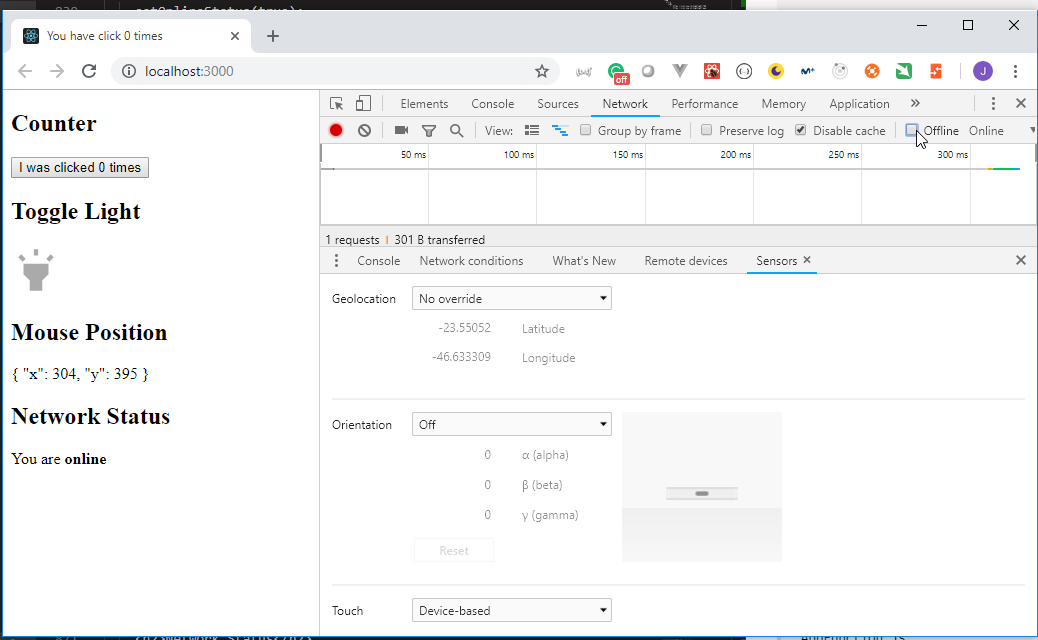 setOnlineStatus(true);
You have click 0 times
localhost:3000
off
J
Elements Console Sources Network Performance Memory Application »
View: Group by frame Preserve log Disable cache Offline Online
50 ms 100 ms 150 ms 200 ms 250 ms 300 ms
1 requests 301 B transferred
Console Network conditions What's New Remote devices Sensors
Counter
I was clicked 0 times
Toggle Light
Mouse Position
{ "x": 304, "y": 395 }
Network Status
You are online
Geolocation No override
-23.55052 Latitude
-46.633309 Longitude
Orientation Off
0 α (alpha)
0 β (beta)
0 γ (gamma)
Reset
Touch Device-based